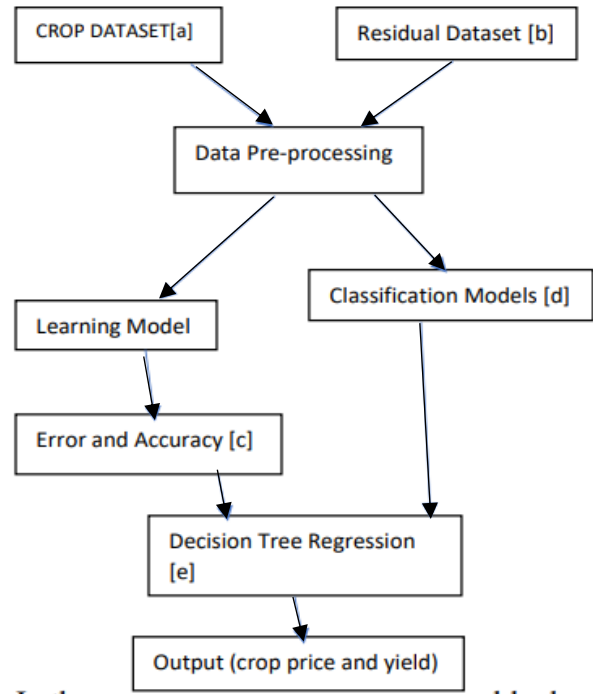 CROP DATASET[a]
Residual Dataset [b]
Data Pre-processing
Classification Models [d]
Learning Model
Error and Accuracy [c]
Decision Tree Regression
[e]
Output (crop price and yield)